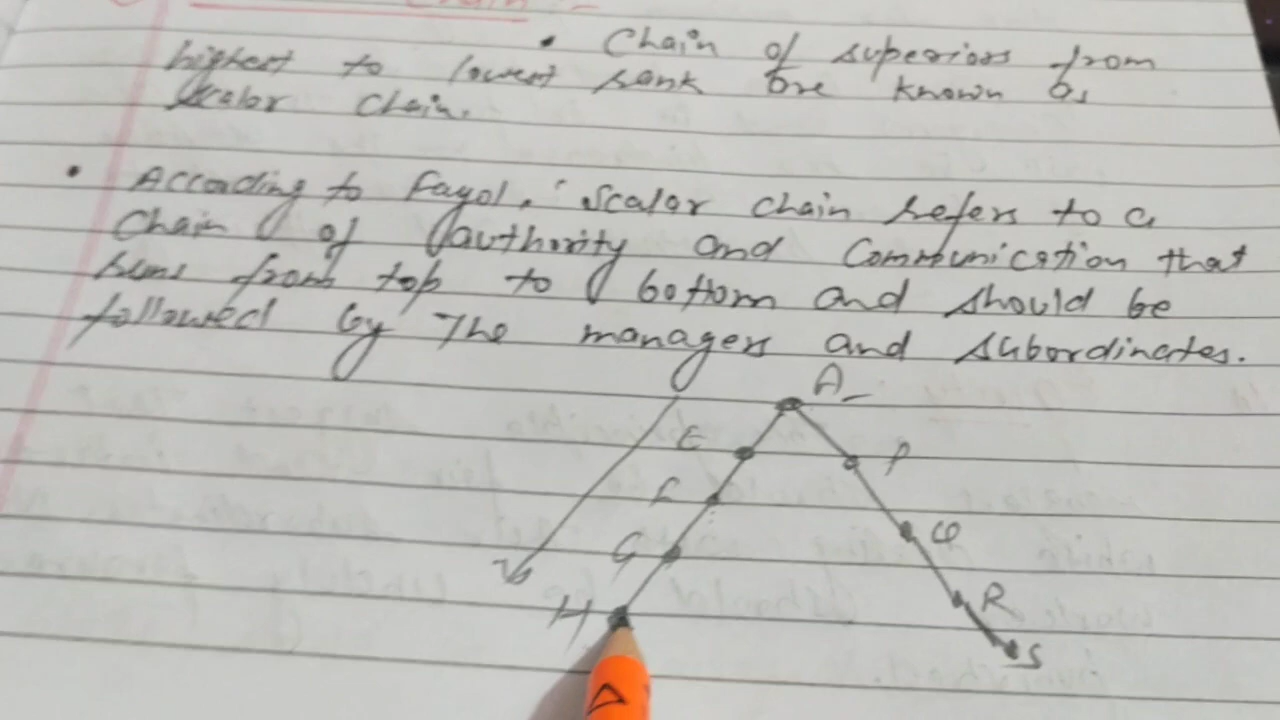 Chain -
• Chain of superiors from
highest to lowest rank are known as
scalar chain.
• According to Fayol, 'Scalar chain refers to a
Chain of authority and Communication that
runs from top to bottom and should be
followed by The managers and subordinates.
A
E P
F
G Q
H R
S